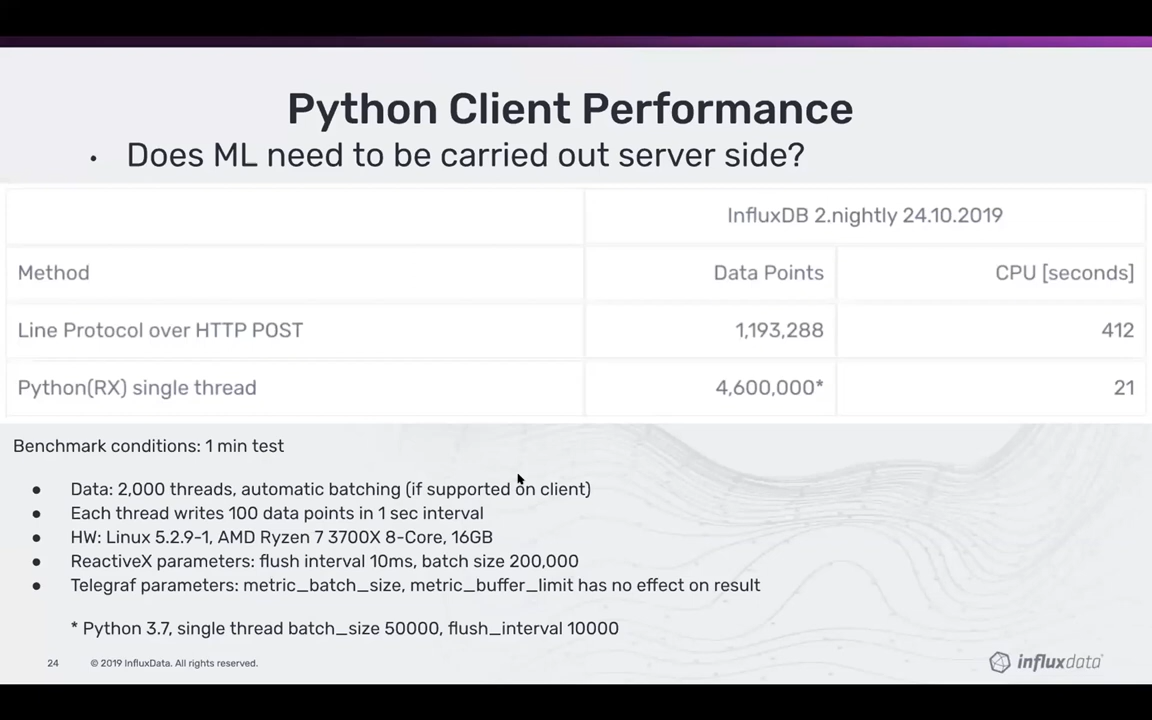 Python Client Performance
• Does ML need to be carried out server side?
InfluxDB 2.nightly 24.10.2019
Method Data Points CPU [seconds]
Line Protocol over HTTP POST 1,193,288 412
Python(RX) single thread 4,600,000* 21
Benchmark conditions: 1 min test
● Data: 2,000 threads, automatic batching (if supported on client)
● Each thread writes 100 data points in 1 sec interval
● HW: Linux 5.2.9-1, AMD Ryzen 7 3700X 8-Core, 16GB
● ReactiveX parameters: flush interval 10ms, batch size 200,000
● Telegraf parameters: metric_batch_size, metric_buffer_limit has no effect on result
* Python 3.7, single thread batch_size 50000, flush_interval 10000
24 © 2019 InfluxData. All rights reserved.
influxdata